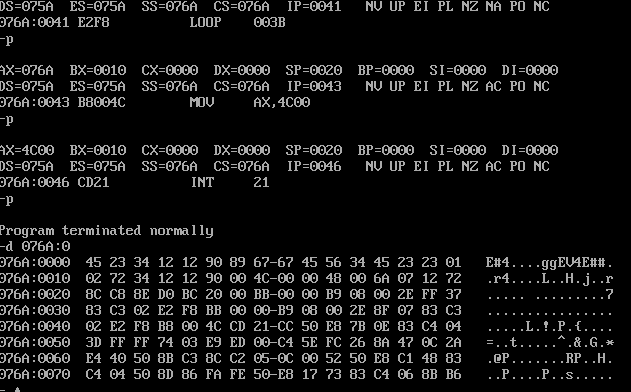 DS=075A  ES=075A  SS=076A  CS=076A  IP=0041   NV UP EI PL NZ NA PO NC
076A:0041 E2F8          LOOP    003B
-p
AX=076A  BX=0010  CX=0000  DX=0000  SP=0020  BP=0000  SI=0000  DI=0000
DS=075A  ES=075A  SS=076A  CS=076A  IP=0043   NV UP EI PL NZ AC PO NC
076A:0043 B8004C        MOV     AX,4C00
-p
AX=4C00  BX=0010  CX=0000  DX=0000  SP=0020  BP=0000  SI=0000  DI=0000
DS=075A  ES=075A  SS=076A  CS=076A  IP=0046   NV UP EI PL NZ AC PO NC
076A:0046 CD21          INT     21
-p
Program terminated normally
-d 076A:0
076A:0000  45 23 34 12 12 90 89 67-67 45 56 34 45 23 23 01   E#4....ggEV4E##.
076A:0010  02 72 34 12 12 90 00 4C-00 00 48 00 6A 07 12 72   .r4....L..H.j..r
076A:0020  8C C8 8E D0 BC 20 00 BB-00 00 B9 08 00 2E FF 37   ..... .........7
076A:0030  83 C3 02 E2 F8 BB 00 00-B9 08 00 2E 8F 07 83 C3   ................
076A:0040  02 E2 F8 B8 00 4C CD 21-CC 50 E8 7B 0E 83 C4 04   .....L.!.P.{....
076A:0050  3D FF FF 74 03 E9 ED 00-C4 5E FC 26 8A 47 0C 2A   =..t.....^.&.G.*
076A:0060  E4 40 50 8B C3 8C C2 05-0C 00 52 50 E8 C1 48 83   .@P.......RP..H.
076A:0070  C4 04 50 8D 86 FA FE 50-E8 17 73 83 C4 06 8B B6   ..P....P..s.....